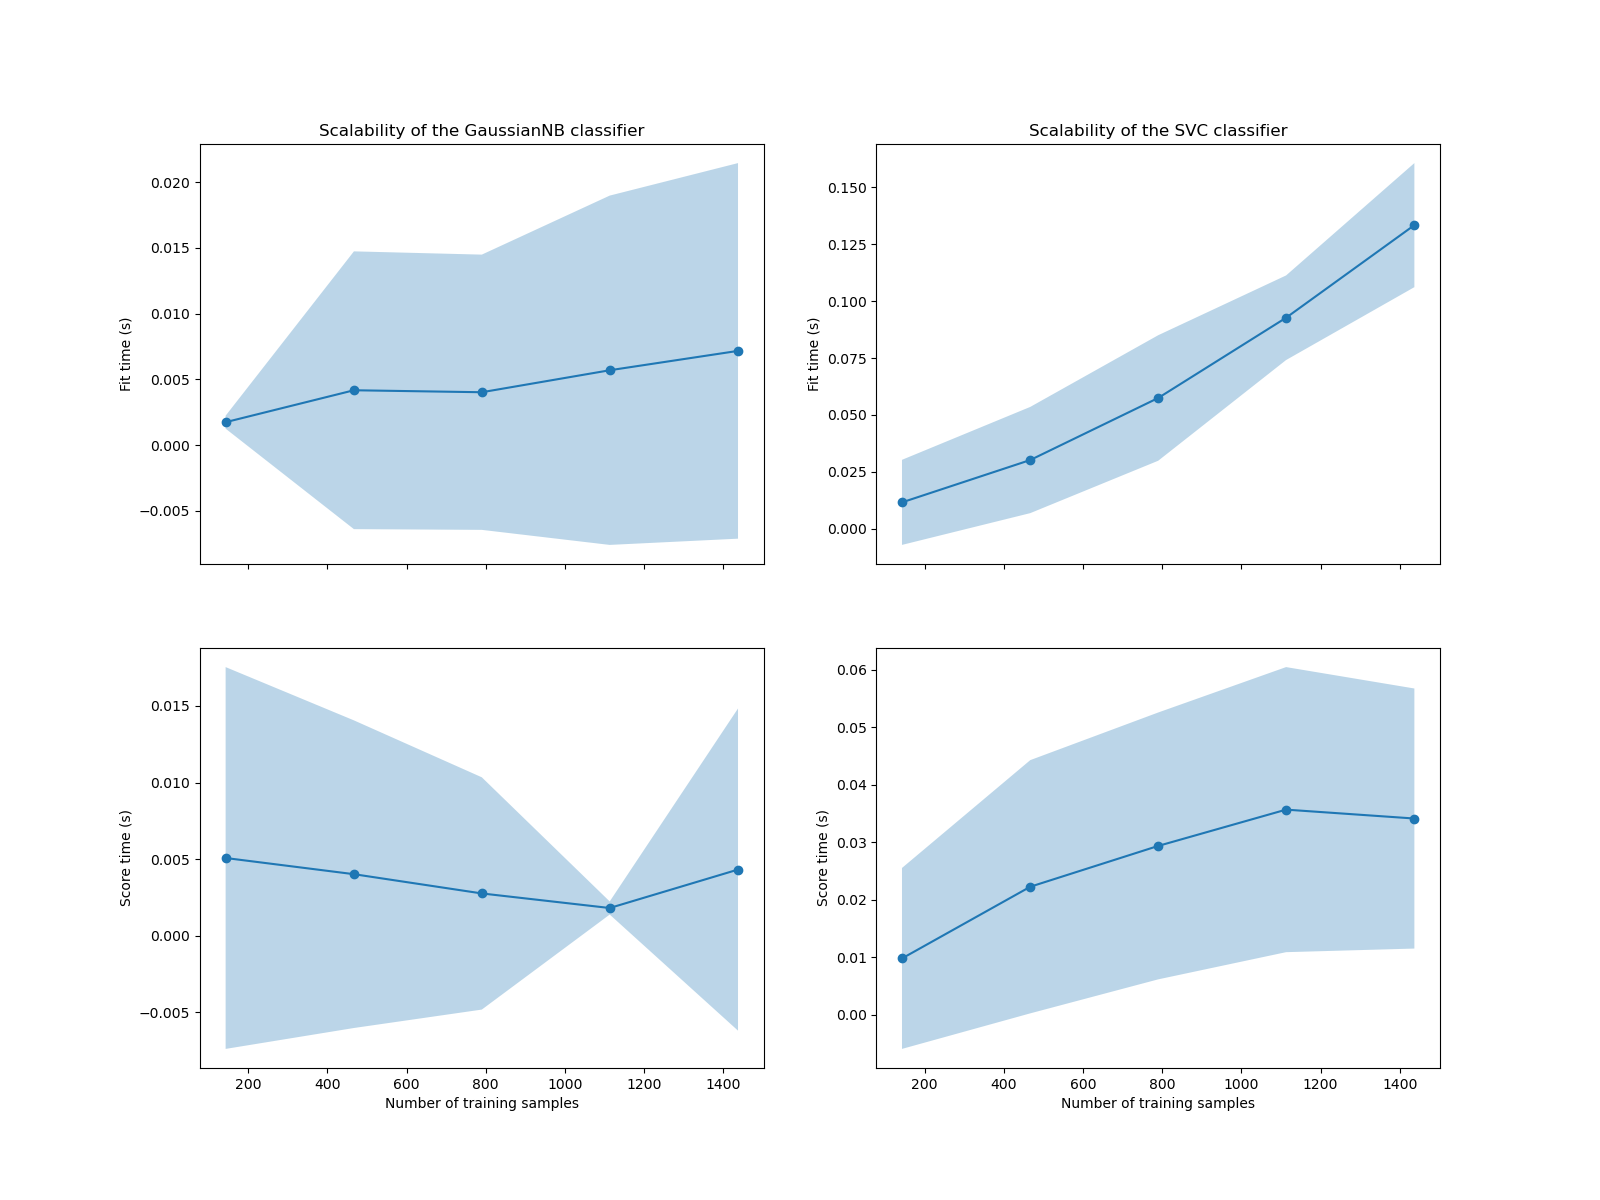 Scalability of the GaussianNB classifier
Fit time (s)
0.020
0.015
0.010
0.005
0.000
−0.005
Scalability of the SVC classifier
Fit time (s)
0.150
0.125
0.100
0.075
0.050
0.025
0.000
Score time (s)
0.015
0.010
0.005
0.000
−0.005
200 400 600 800 1000 1200 1400
Number of training samples
Score time (s)
0.06
0.05
0.04
0.03
0.02
0.01
0.00
200 400 600 800 1000 1200 1400
Number of training samples